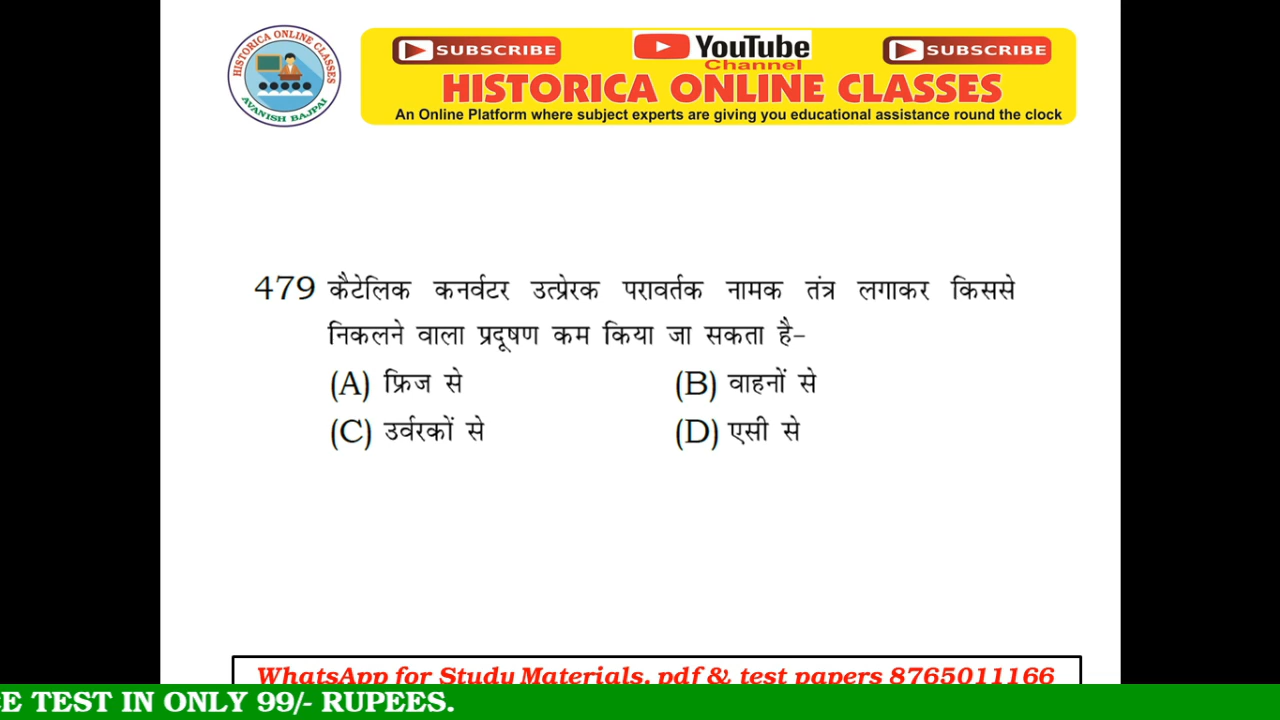 HISTORICA ONLINE CLASSES
AVANISH BAJPAI
SUBSCRIBE
YouTube
SUBSCRIBE
Channel
HISTORICA ONLINE CLASSES
An Online Platform where subject experts are giving you educational assistance round the clock
479 कैटेलिक कनर्वटर उत्प्रेरक परावर्तक नामक तंत्र लगाकर किससे
निकलने वाला प्रदूषण कम किया जा सकता है-
(A) फ्रिज से (B) वाहनों से
(C) उर्वरकों से (D) एसी से
WhatsApp for Study Materials, pdf & test papers 8765011166
E TEST IN ONLY 99/- RUPEES.